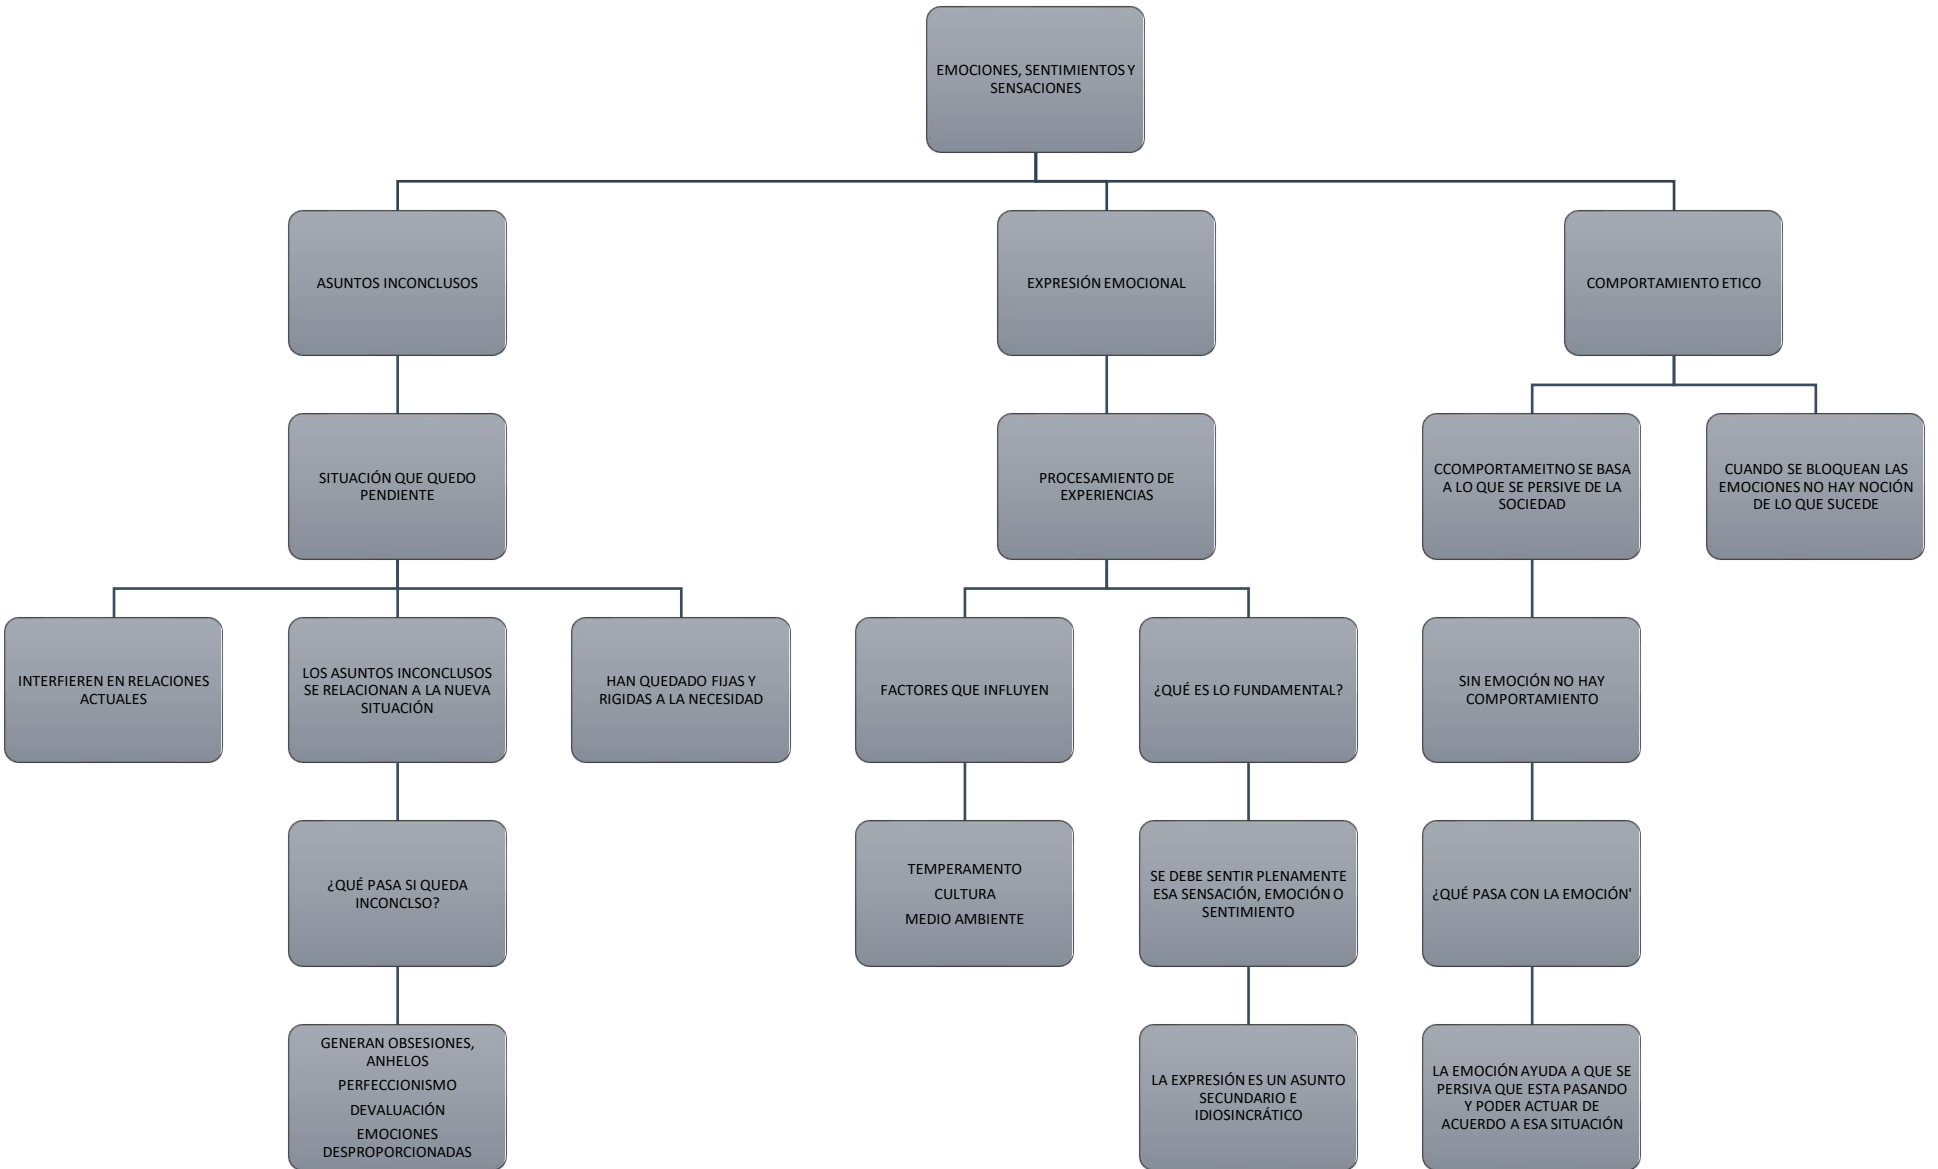 EMOCIONES, SENTIMIENTOS Y
SENSACIONES
ASUNTOS INCONCLUSOS
EXPRESIÓN EMOCIONAL
COMPORTAMIENTO ETICO
SITUACIÓN QUE QUEDO
PENDIENTE
PROCESAMIENTO DE
EXPERIENCIAS
CCOMPORTAMEITNO SE BASA
A LO QUE SE PERSIVE DE LA
SOCIEDAD
CUANDO SE BLOQUEAN LAS
EMOCIONES NO HAY NOCIÓN
DE LO QUE SUCEDE
INTERFIEREN EN RELACIONES
ACTUALES
LOS ASUNTOS INCONCLUSOS
SE RELACIONAN A LA NUEVA
SITUACIÓN
HAN QUEDADO FIJAS Y
RIGIDAS A LA NECESIDAD
FACTORES QUE INFLUYEN
¿QUÉ ES LO FUNDAMENTAL?
SIN EMOCIÓN NO HAY
COMPORTAMIENTO
¿QUÉ PASA SI QUEDA
INCONCLSO?
TEMPERAMENTO
CULTURA
MEDIO AMBIENTE
SE DEBE SENTIR PLENAMENTE
ESA SENSACIÓN, EMOCIÓN O
SENTIMIENTO
¿QUÉ PASA CON LA EMOCIÓN'
GENERAN OBSESIONES,
ANHELOS
PERFECCIONISMO
DEVALUACIÓN
EMOCIONES
DESPROPORCIONADAS
LA EXPRESIÓN ES UN ASUNTO
SECUNDARIO E
IDIOSINCRÁTICO
LA EMOCIÓN AYUDA A QUE SE
PERSIVA QUE ESTA PASANDO
Y PODER ACTUAR DE
ACUERDO A ESA SITUACIÓN